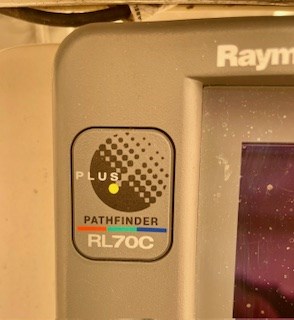 Raym
PLUS
PATHFINDER
RL70C